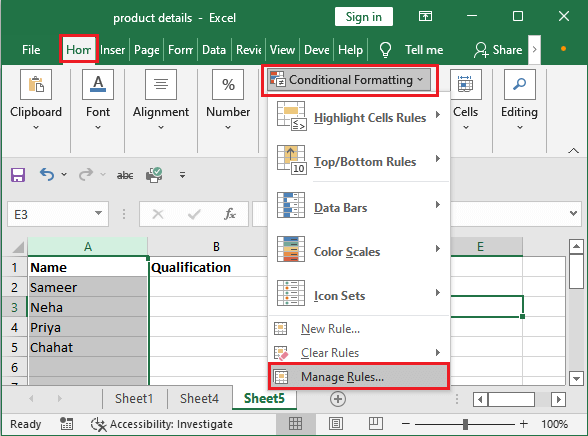 product details - Excel
Sign in
File Hom Inser Page Form Data Revie View Deve Help Tell me Share
Conditional Formatting
Clipboard Font Alignment % Number Cells Editing
Highlight Cells Rules
Top/Bottom Rules
Data Bars
Color Scales
Icon Sets
New Rule...
Clear Rules
Manage Rules...
abc
E3 fx
A B E
1 Name Qualification
2 Sameer
3 Neha
4 Priya
5 Chahat
6
7
Sheet1 Sheet4 Sheet5
Ready Accessibility: Investigate 100%